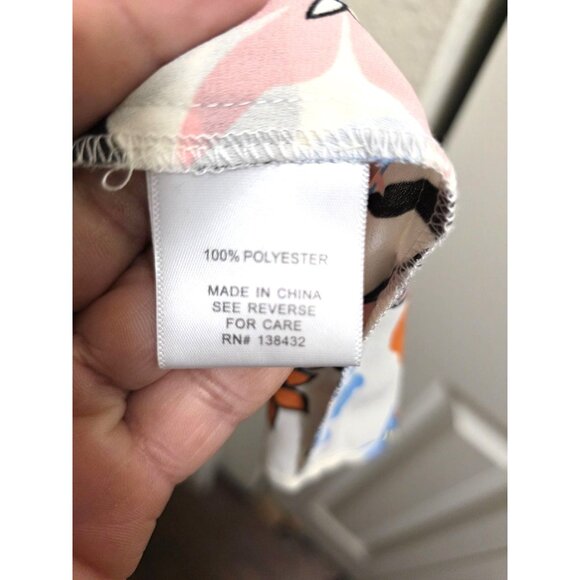 100% POLYESTER
MADE IN CHINA
SEE REVERSE
FOR CARE
RN# 138432